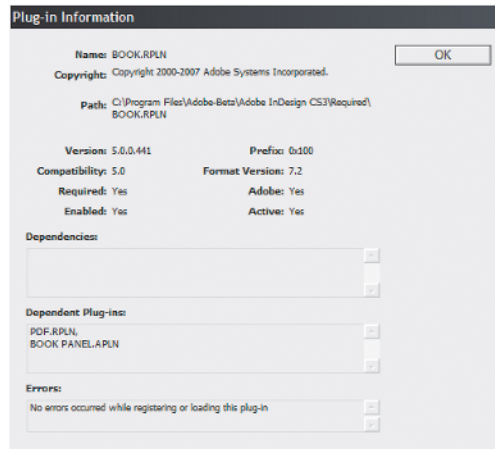 Plug-in Information
Name: BOOK.RPLN
OK
Copyright: Copyright 2000-2007 Adobe Systems Incorporated.
Path: C:\Program Files\Adobe-Beta\Adobe InDesign CS3\Required\
BOOK.RPLN
Version: 5.0.0.441 Prefix: 0x100
Compatibility: 5.0 Format Version: 7.2
Required: Yes Adobe: Yes
Enabled: Yes Active: Yes
Dependencies:
Dependent Plug-ins:
PDF.RPLN,
BOOK PANEL.APLN
Errors:
No errors occurred while registering or loading this plug-in